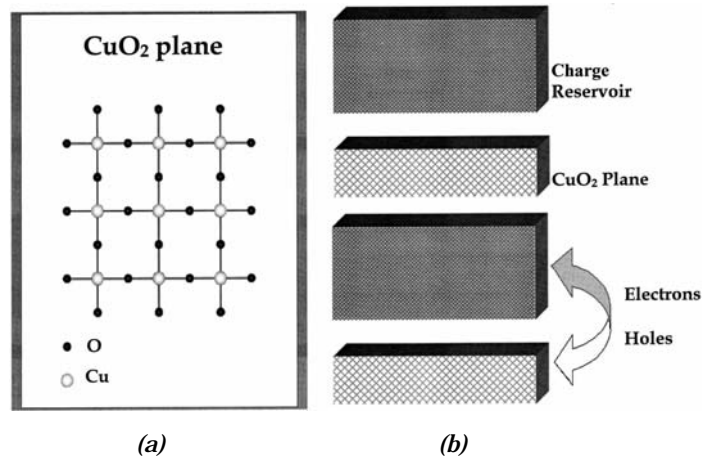 CuO₂ plane
O
Cu
(a)
Charge
Reservoir
CuO₂ Plane
Electrons
Holes
(b)